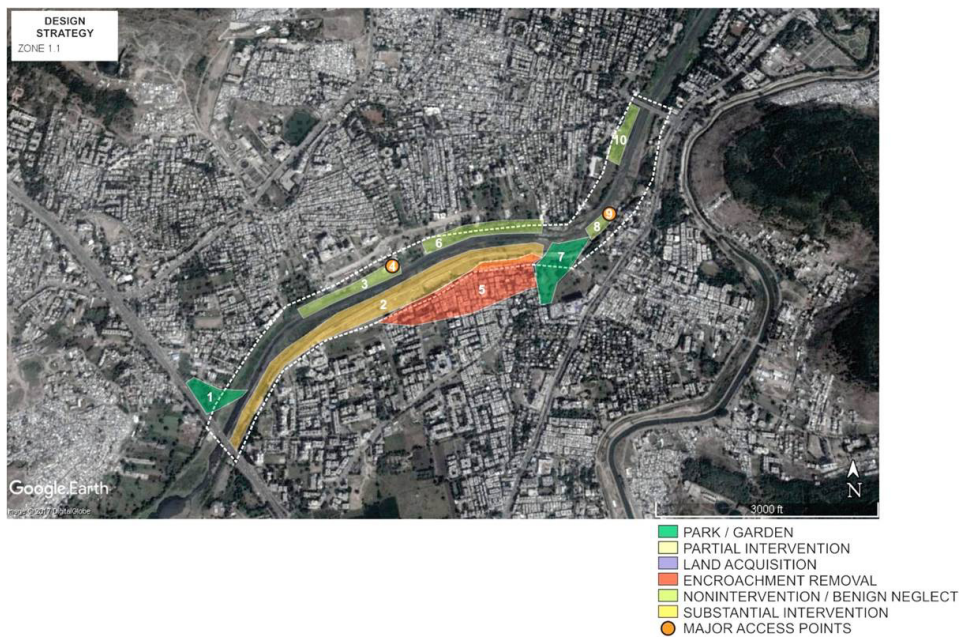 DESIGN
STRATEGY
ZONE 1.1
10
9
8
6
7
4
3
5
2
1
Google Earth
N
3000 ft
PARK / GARDEN
PARTIAL INTERVENTION
LAND ACQUISITION
ENCROACHMENT REMOVAL
NONINTERVENTION / BENIGN NEGLECT
SUBSTANTIAL INTERVENTION
MAJOR ACCESS POINTS